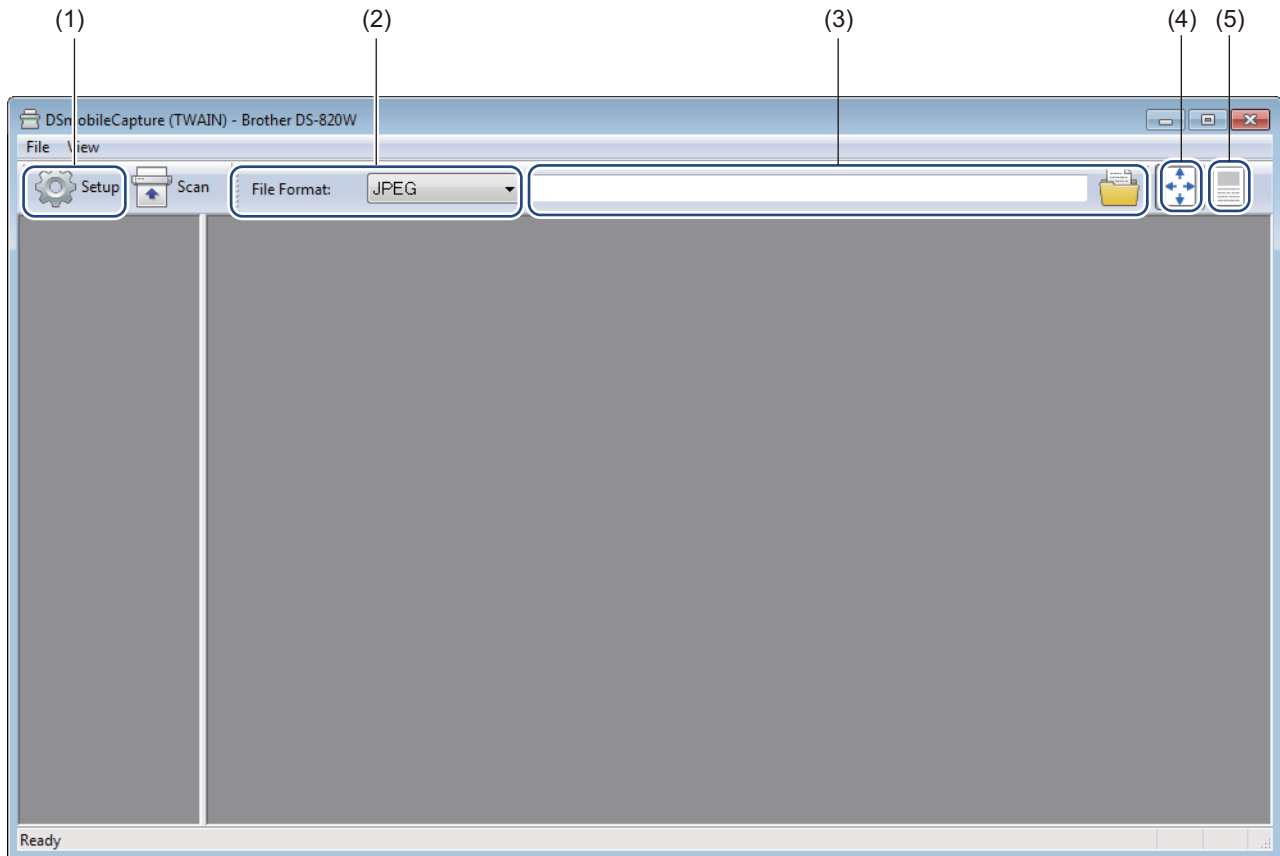 (1) (2) (3) (4) (5)
DSmobileCapture (TWAIN) - Brother DS-820W
File View
Setup Scan File Format: JPEG
Ready